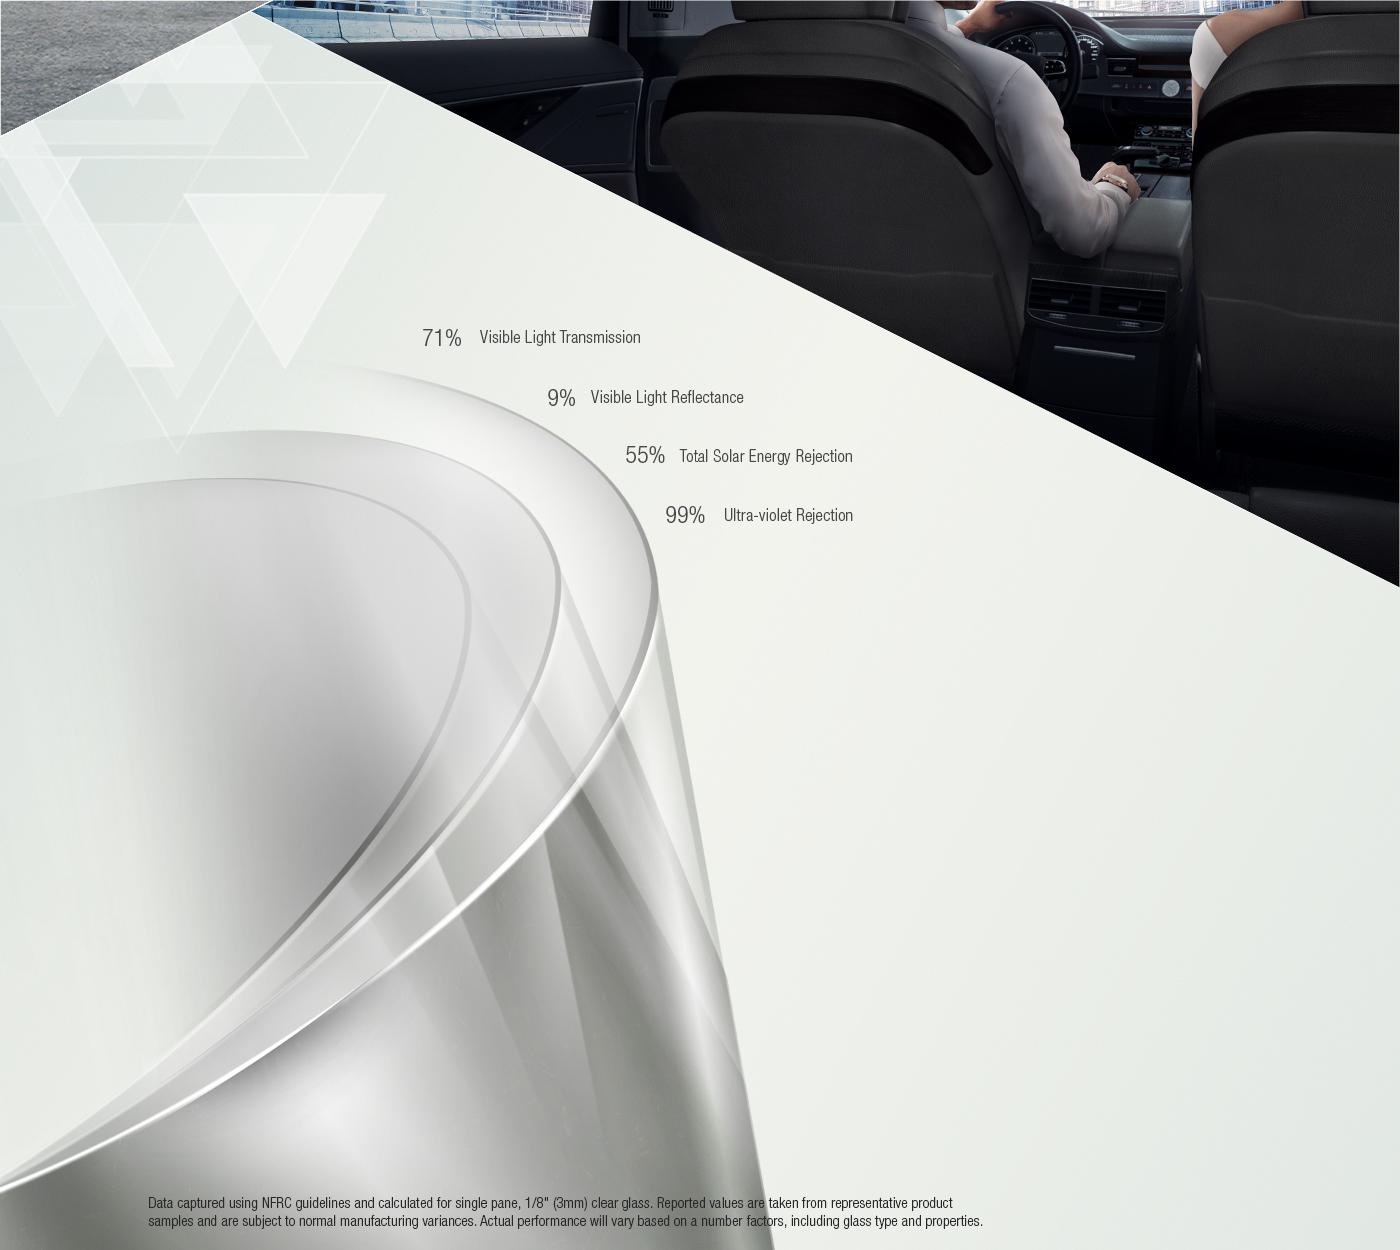 71% Visible Light Transmission
9% Visible Light Reflectance
55% Total Solar Energy Rejection
99% Ultra-violet Rejection
Data captured using NFRC guidelines and calculated for single pane, 1/8" (3mm) clear glass. Reported values are taken from representative product
samples and are subject to normal manufacturing variances. Actual performance will vary based on a number factors, including glass type and properties.